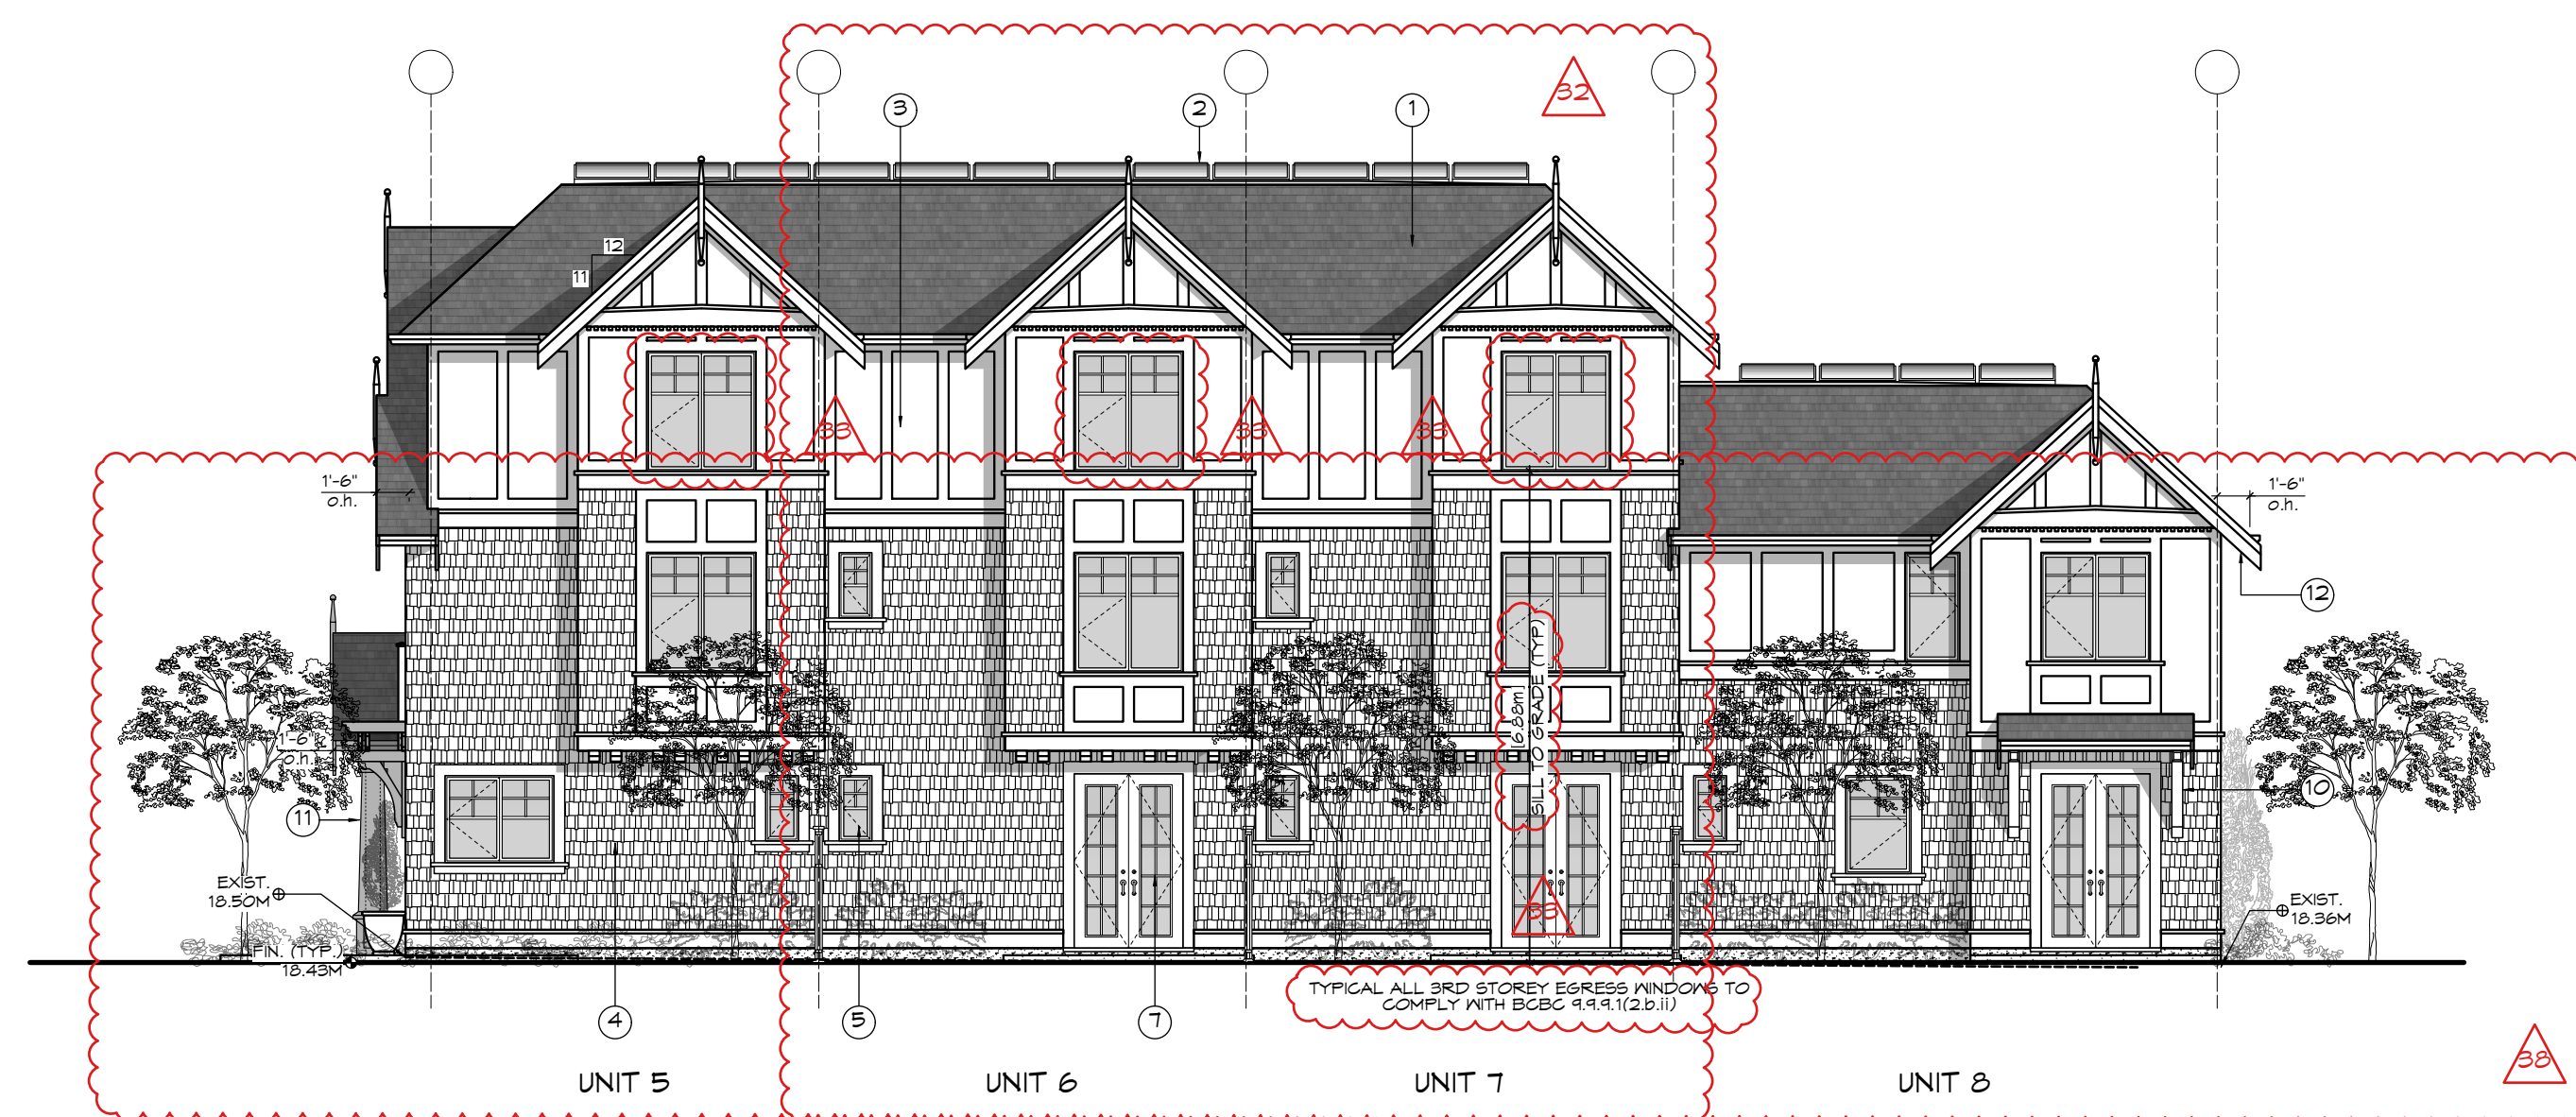 32
3
2
1
12
11
33
33
33
1'-6"
o.h.
1'-6"
o.h.
12
[6.88m]
SILL TO GRADE (TYP)
1'-6"
o.h.
11
10
EXIST.
18.50M
EXIST.
18.36M
33
FIN. (TYP.)
18.43M
TYPICAL ALL 3RD STOREY EGRESS WINDOWS TO
COMPLY WITH BCBC 9.9.9.1(2.b.ii)
4
5
7
38
UNIT 5
UNIT 6
UNIT 7
UNIT 8